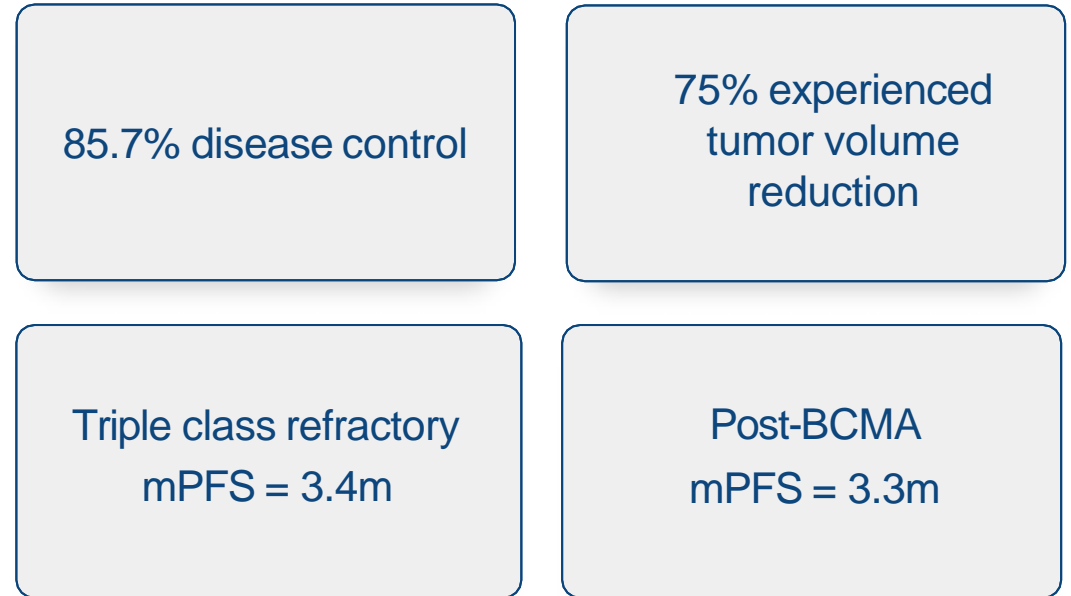 85.7% disease control
75% experienced
tumor volume
reduction
Triple class refractory
mPFS = 3.4m
Post-BCMA
mPFS = 3.3m